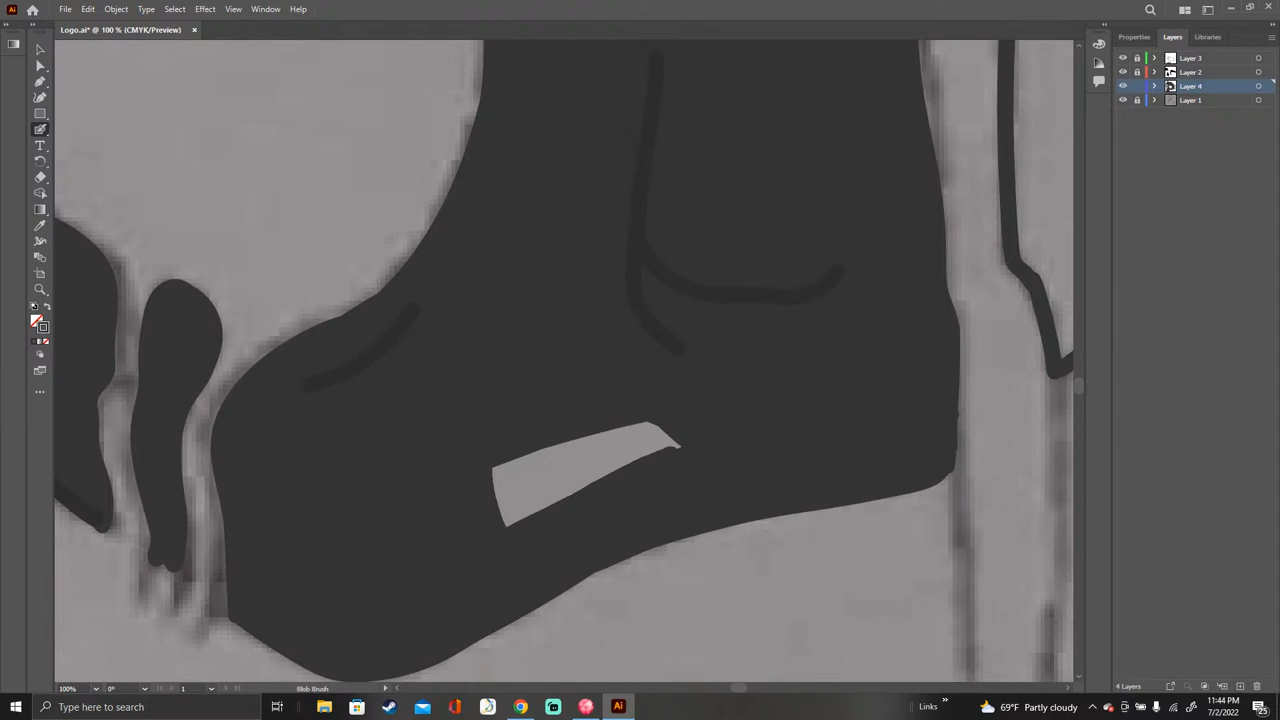 Ai File Edit Object Type Select Effect View Window Help
Logo.ai* @ 100 % (CMYK/Preview) ×
Properties Layers Libraries
Layer 3
Layer 2
Layer 4
Layer 1
T
100% 0° 1 Blob Brush
4 Layers
Type here to search
Ai
Links
69°F Partly cloudy
11:44 PM
7/2/2022